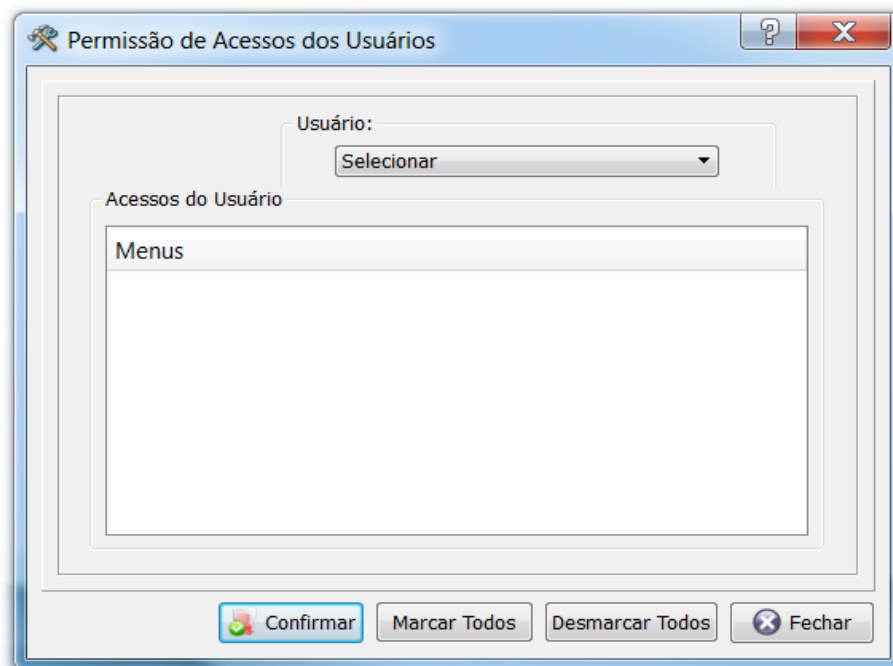 Permissão de Acessos dos Usuários
Usuário:
Selecionar
Acessos do Usuário
Menus
Confirmar Marcar Todos Desmarcar Todos Fechar